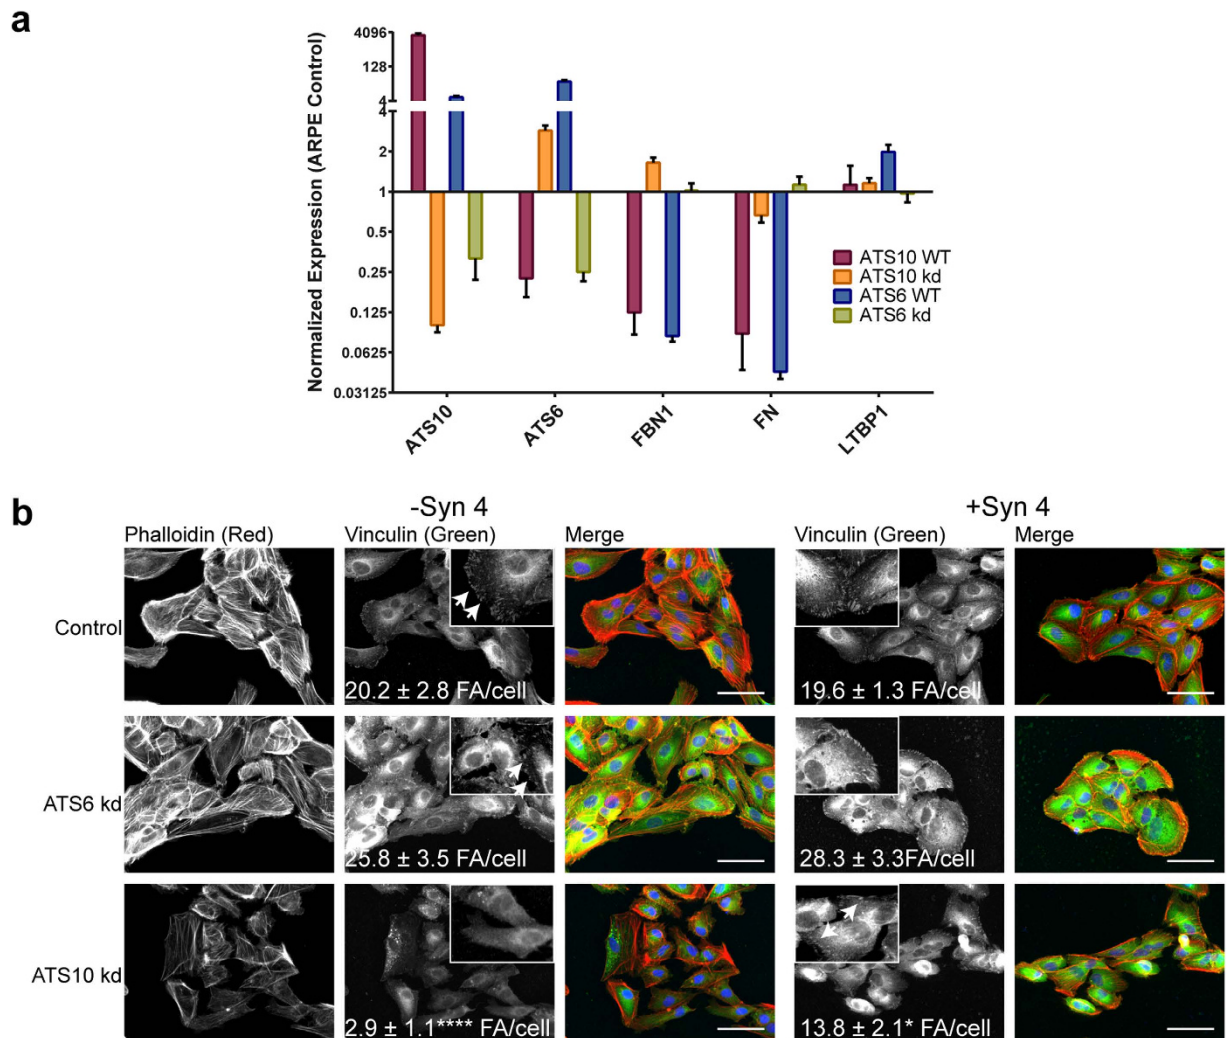 a
Normalized Expression (ARPE Control)
4096
128
4
4
2
1
0.5
0.25
0.125
0.0625
0.03125
ATS10 WT
ATS10 kd
ATS6 WT
ATS6 kd
ATS10
ATS6
FBN1
FN
LTBP1
b
-Syn 4
+Syn 4
Phalloidin (Red)
Vinculin (Green)
Merge
Vinculin (Green)
Merge
Control
20.2 ± 2.8 FA/cell
19.6 ± 1.3 FA/cell
ATS6 kd
25.8 ± 3.5 FA/cell
28.3 ± 3.3FA/cell
ATS10 kd
2.9 ± 1.1**** FA/cell
13.8 ± 2.1* FA/cell